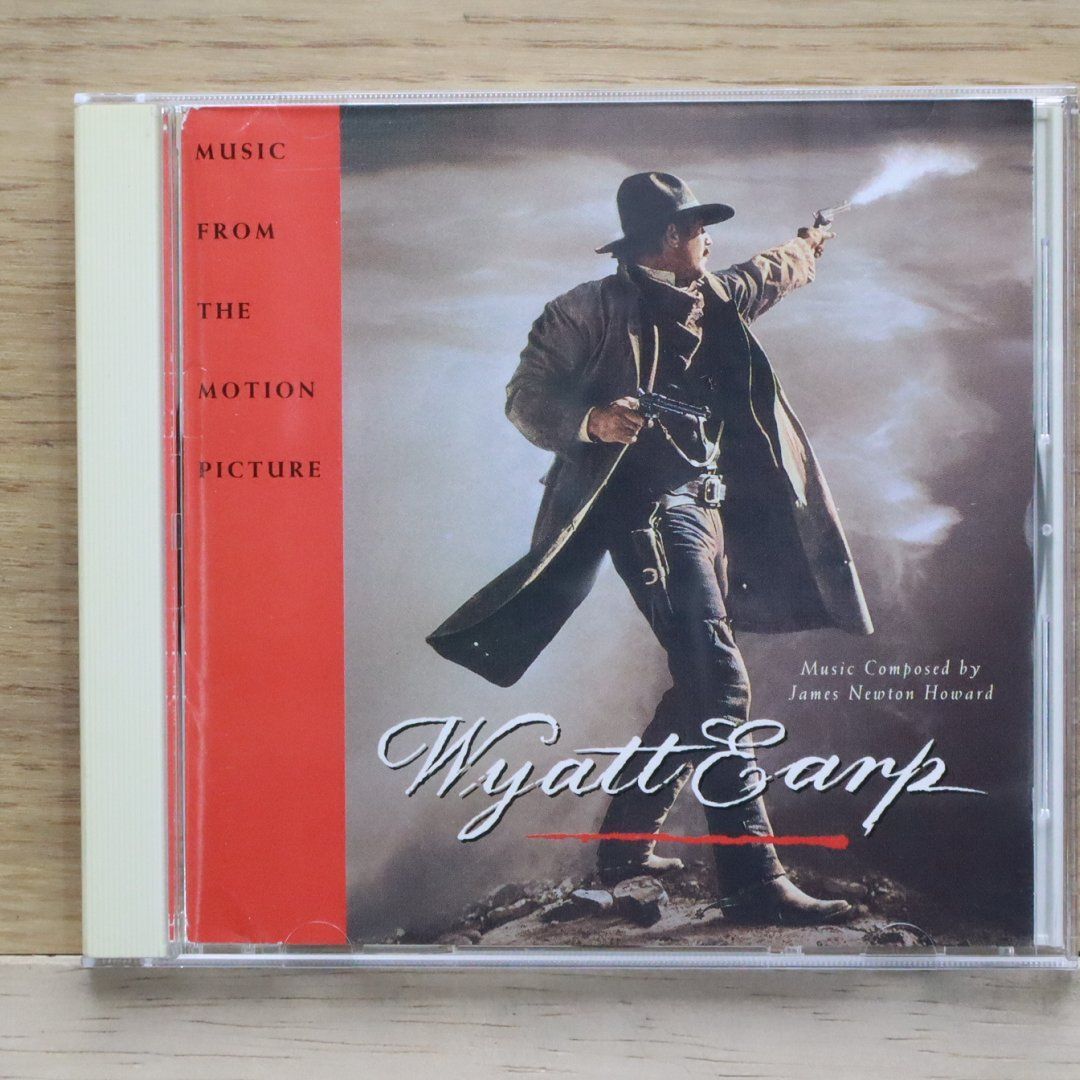 MUSIC
FROM
THE
MOTION
PICTURE
Music Composed by
James Newton Howard
Wyatt Earp